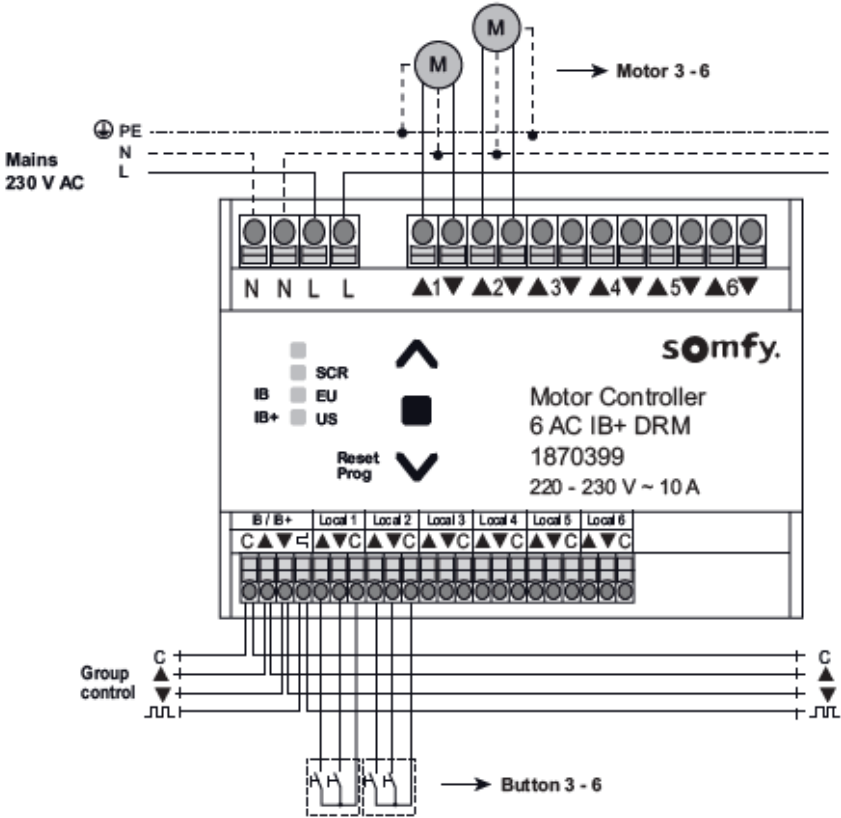 M
M
Motor 3 - 6
PE
N
L
Mains
230 V AC
N N L L
▲1▼ ▲2▼ ▲3▼ ▲4▼ ▲5▼ ▲6▼
somfy.
SCR
IB EU
IB+ US
Reset
Prog
Motor Controller
6 AC IB+ DRM
1870399
220 - 230 V ~ 10 A
IB / IB+ Local 1 Local 2 Local 3 Local 4 Local 5 Local 6
C▲▼ ▲▼C ▲▼C ▲▼C ▲▼C ▲▼C ▲▼C
Group
control
C
▲
▼
C
▲
▼
Button 3 - 6